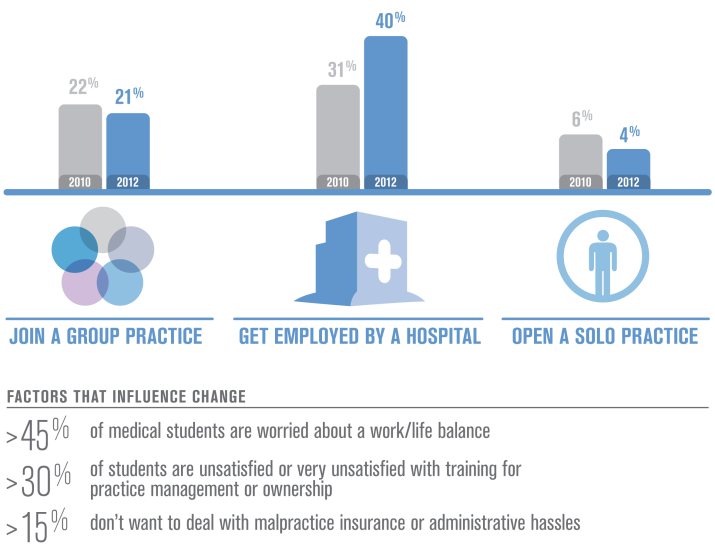 22%
21%
2010
2012
31%
40%
2010
2012
6%
4%
2010
2012
JOIN A GROUP PRACTICE
GET EMPLOYED BY A HOSPITAL
OPEN A SOLO PRACTICE
FACTORS THAT INFLUENCE CHANGE
>45% of medical students are worried about a work/life balance
>30% of students are unsatisfied or very unsatisfied with training for
practice management or ownership
>15% don't want to deal with malpractice insurance or administrative hassles